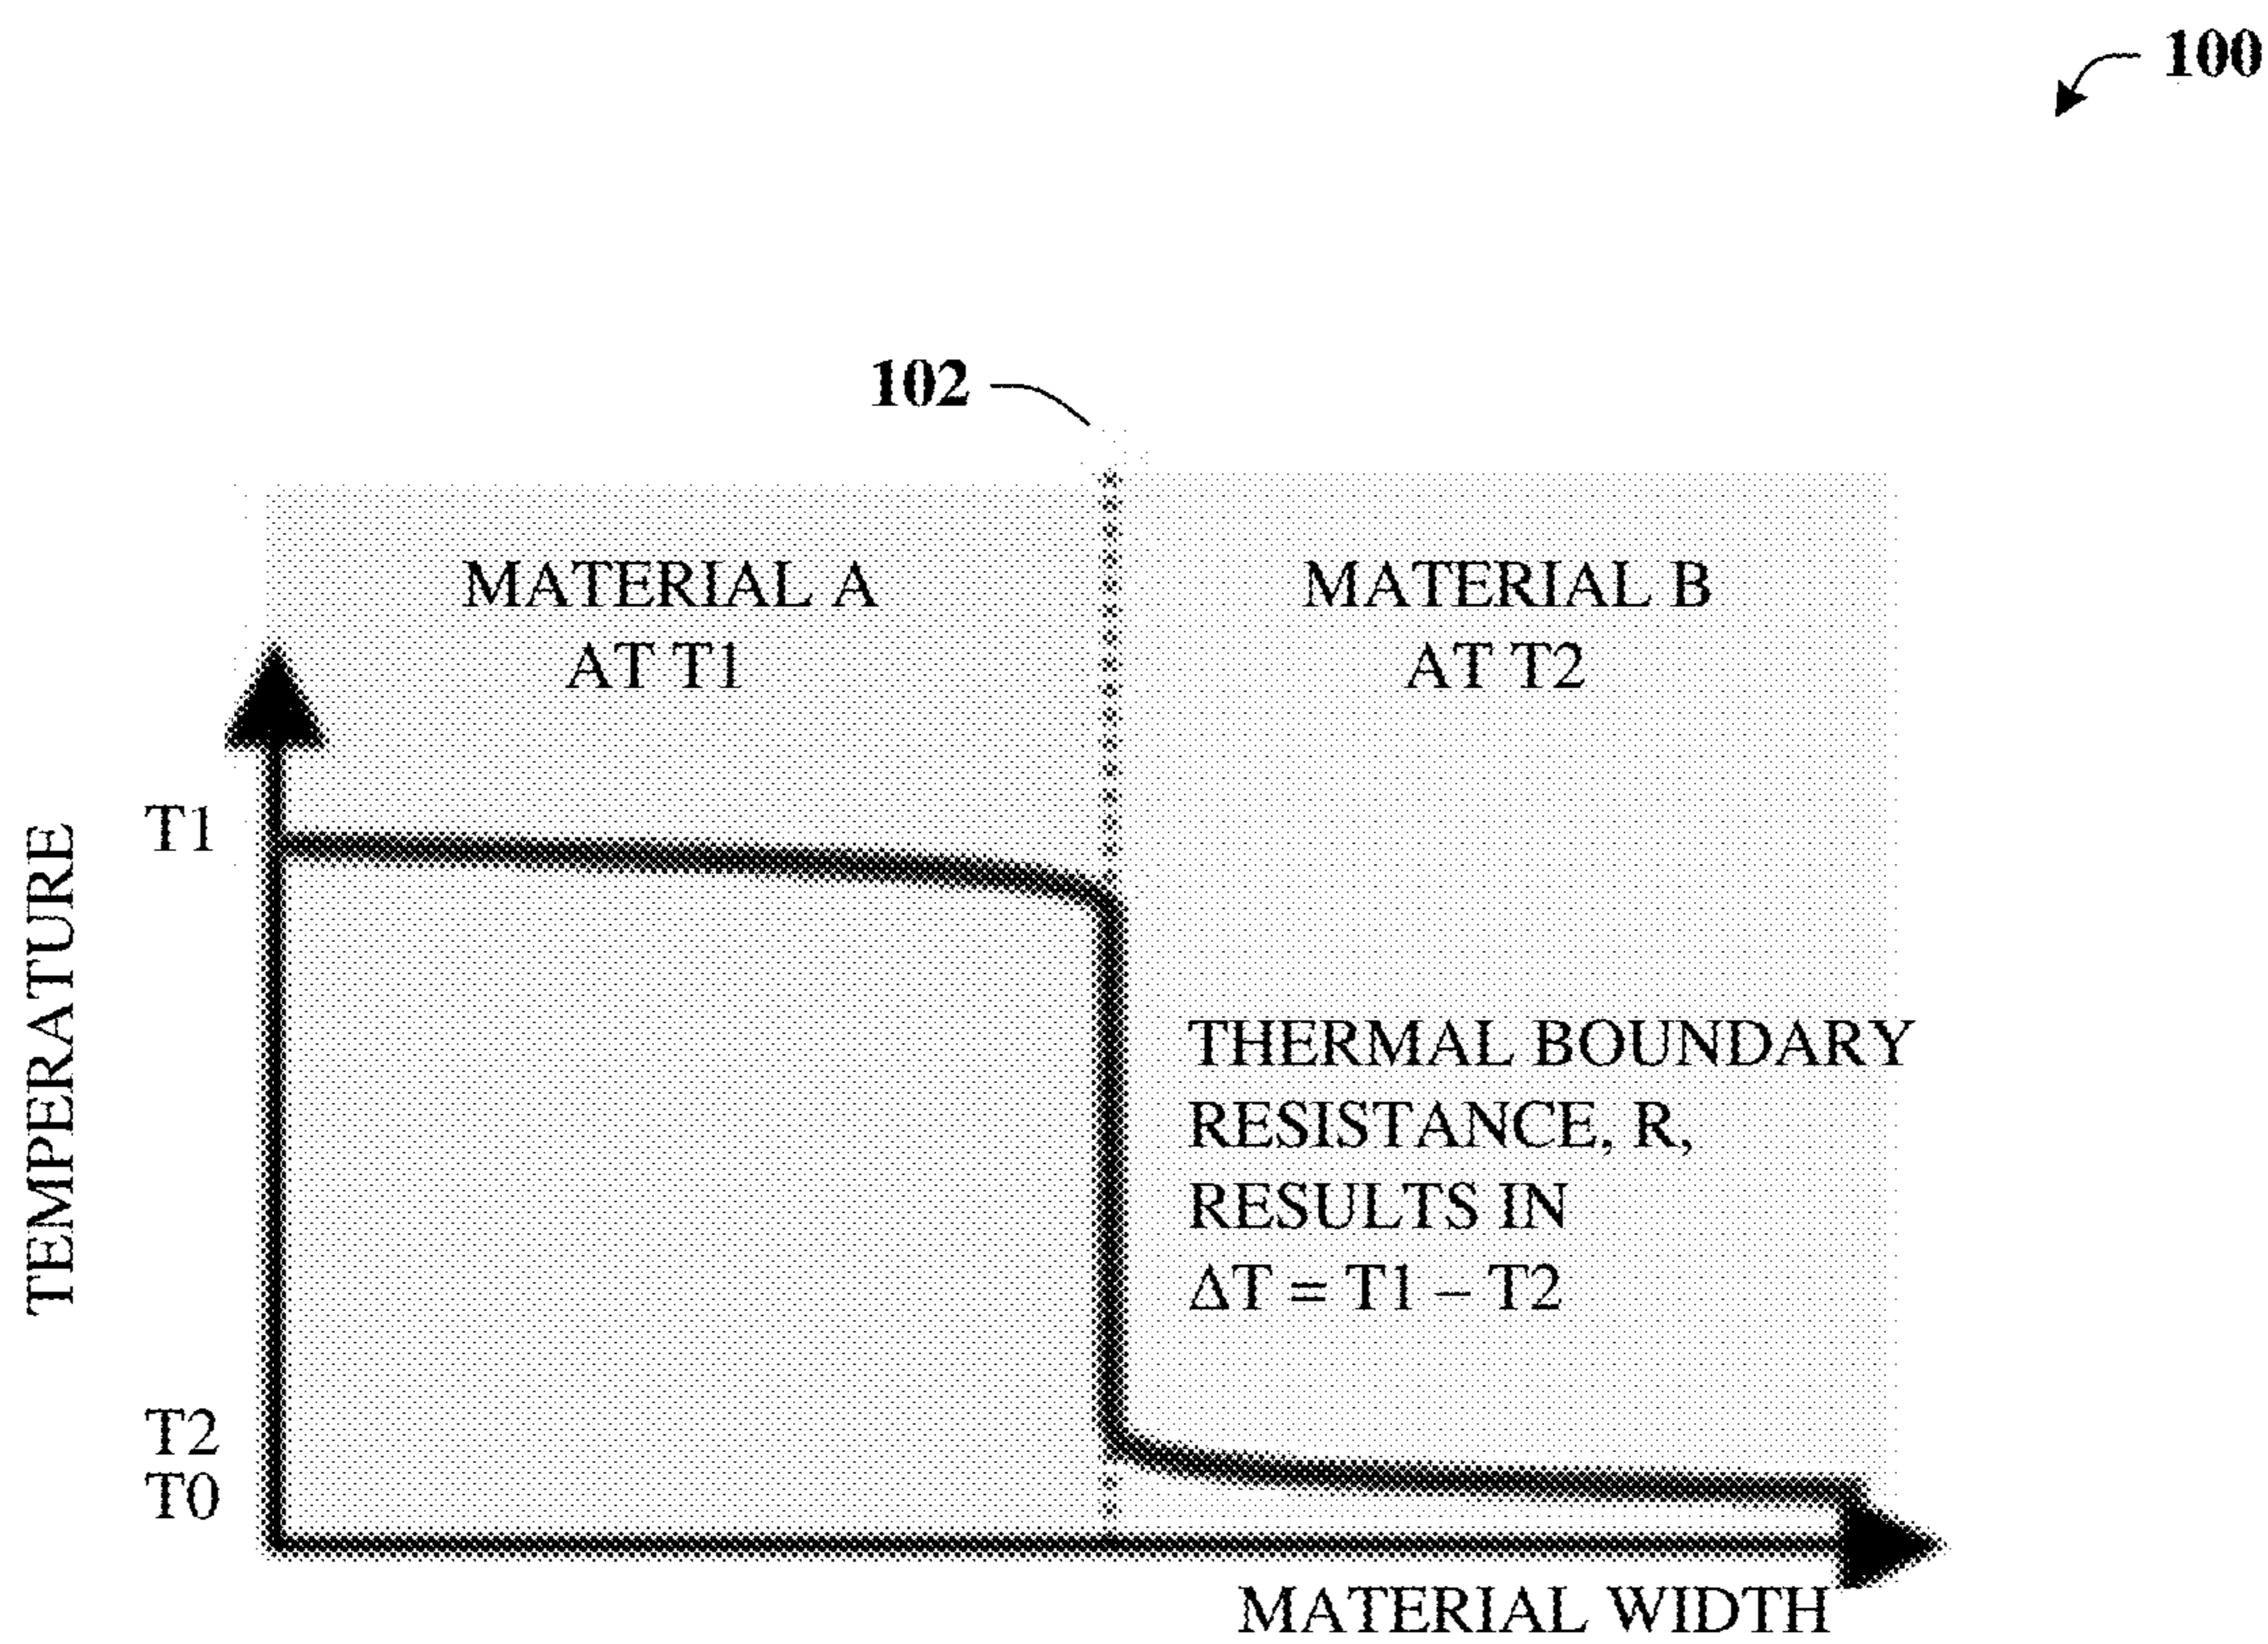 100
102
MATERIAL A
AT T1
MATERIAL B
AT T2
T1
TEMPERATURE
THERMAL BOUNDARY
RESISTANCE, R,
RESULTS IN
ΔT = T1 – T2
T2
T0
MATERIAL WIDTH